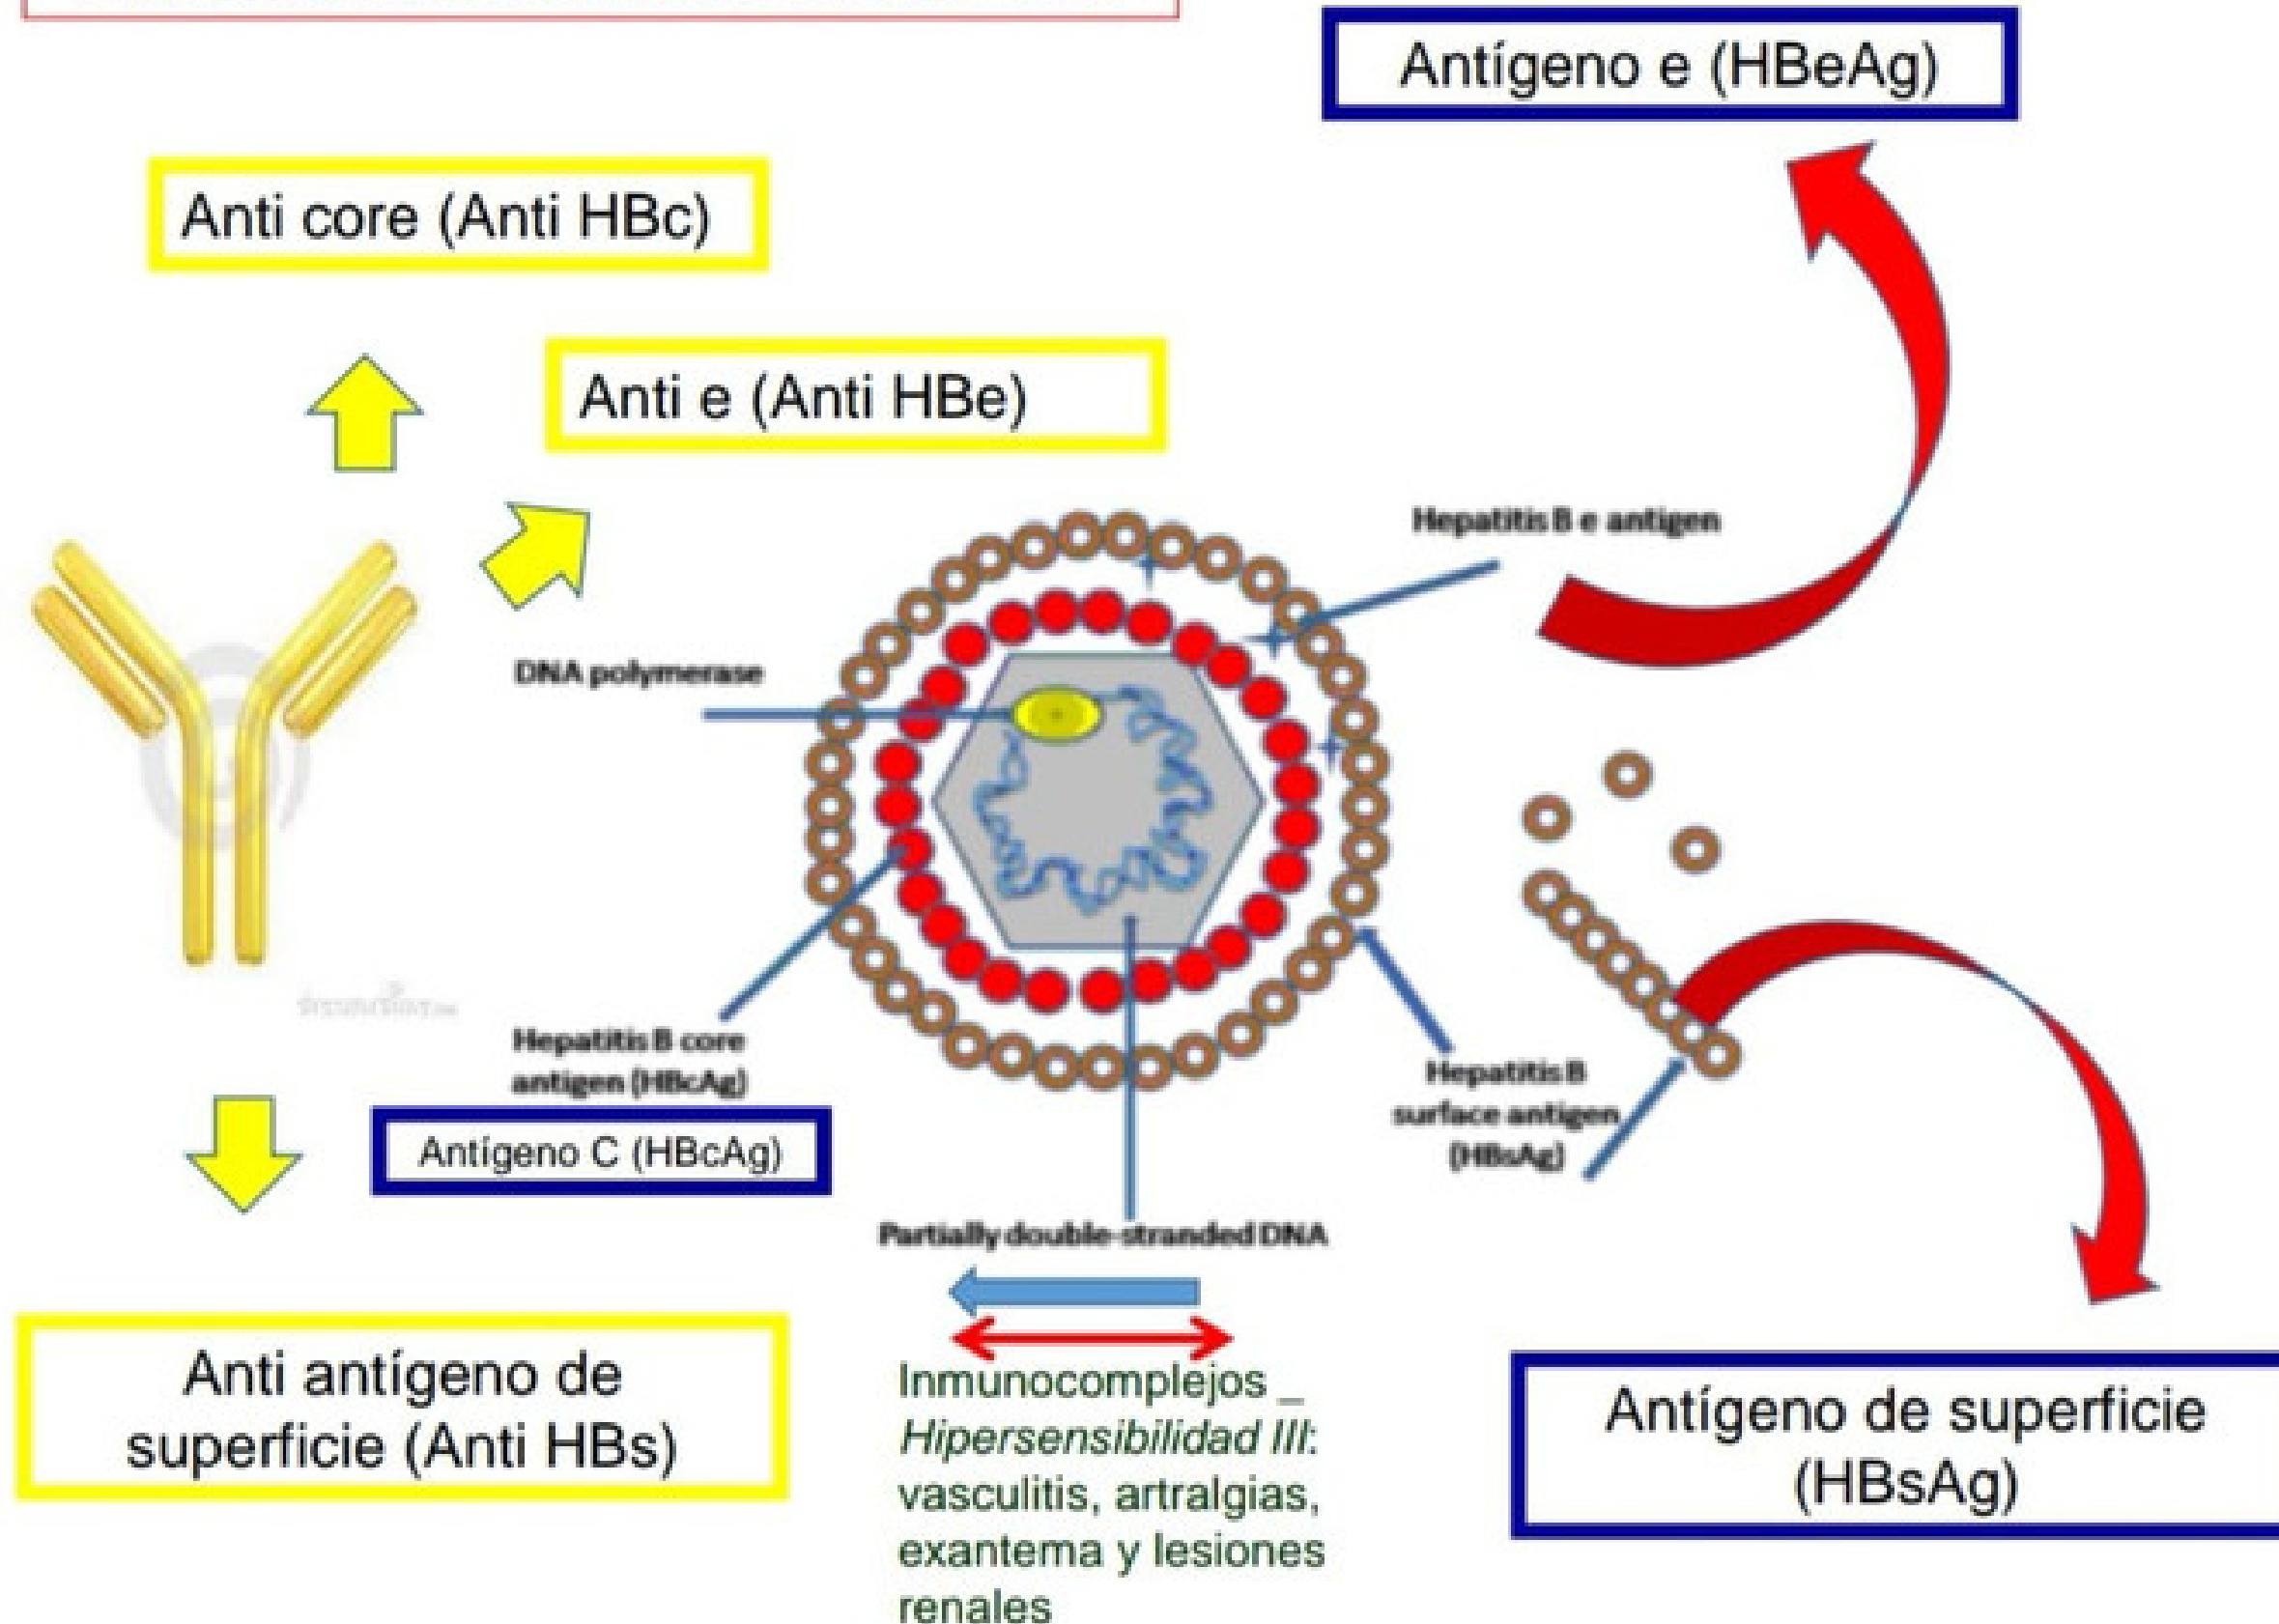 Antígeno e (HBeAg)
Anti core (Anti HBc)
Anti e (Anti HBe)
Hepatitis B e antigen
DNA polymerase
Hepatitis B core
antigen (HBcAg)
Antígeno C (HBcAg)
Hepatitis B
surface antigen
(HBsAg)
Partially double-stranded DNA
Anti antígeno de
superficie (Anti HBs)
Inmunocomplejos _
Hipersensibilidad III:
vasculitis, artralgias,
exantema y lesiones
renales
Antígeno de superficie
(HBsAg)